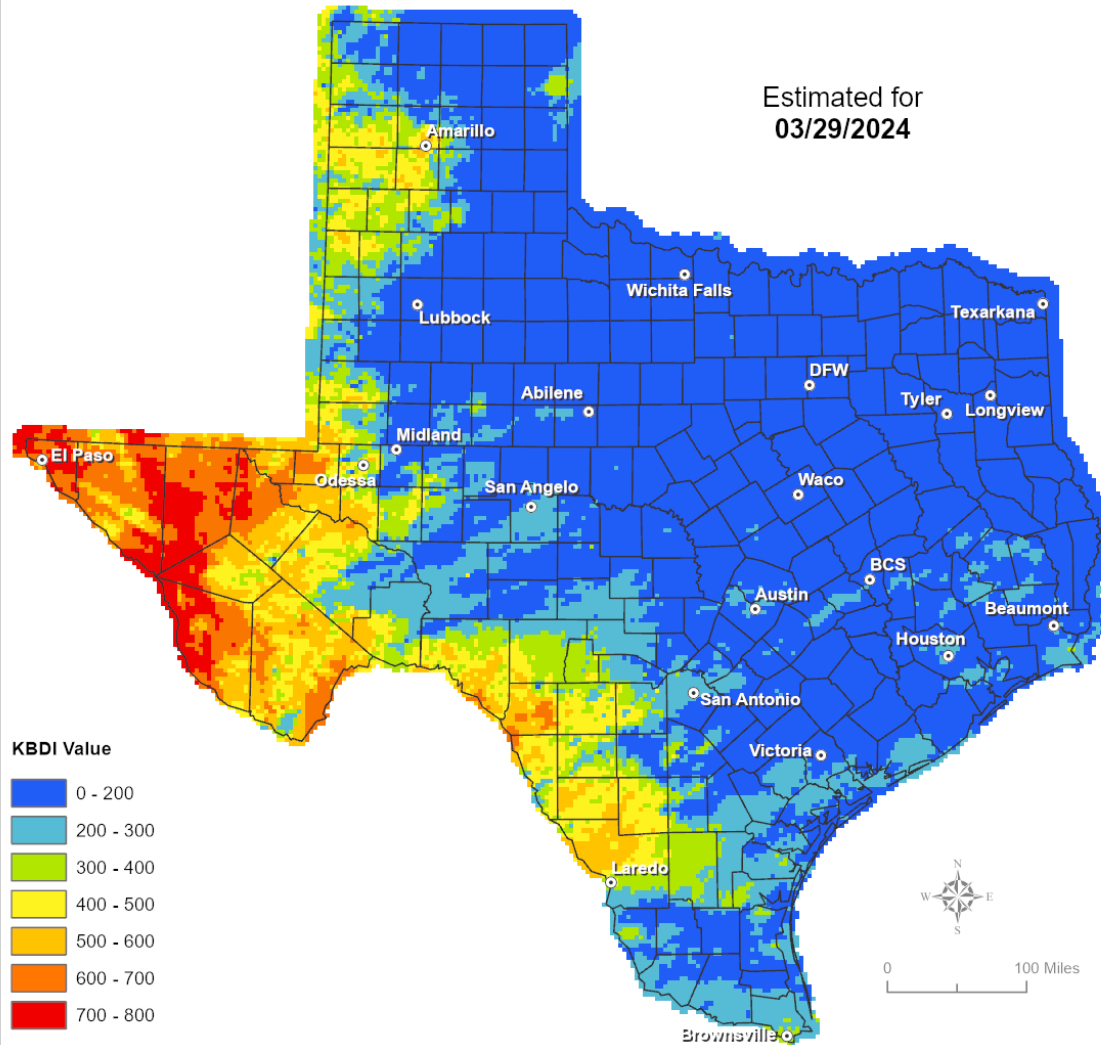 Estimated for
03/29/2024
Amarillo
Wichita Falls
Lubbock
Texarkana
DFW
Abilene
Tyler
Longview
Midland
El Paso
Odessa
San Angelo
Waco
BCS
Austin
Beaumont
Houston
San Antonio
Victoria
Laredo
Brownsville
KBDI Value
0 - 200
200 - 300
300 - 400
400 - 500
500 - 600
600 - 700
700 - 800
N
W E
S
0 100 Miles